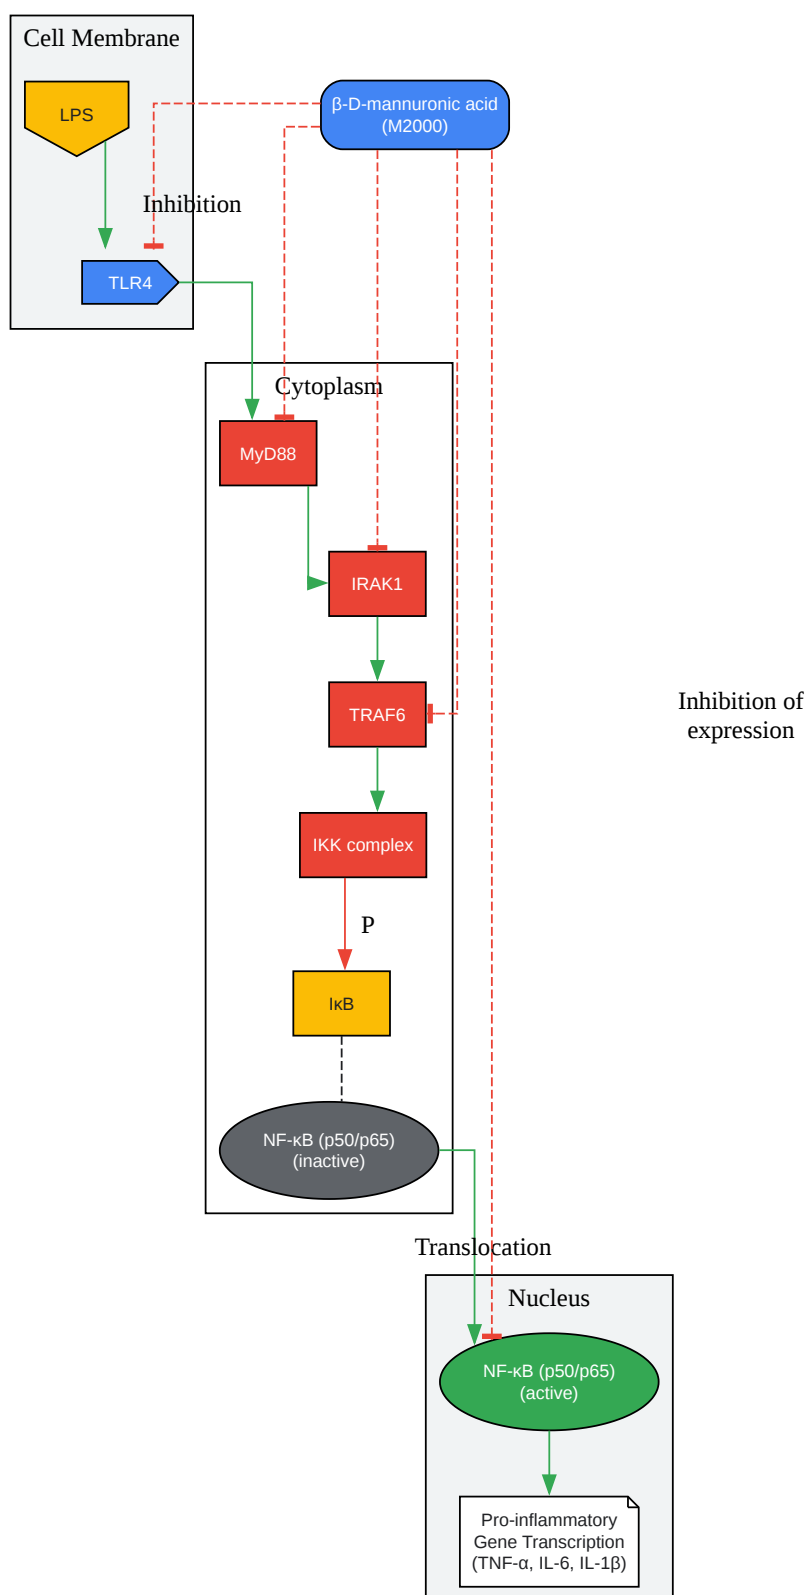 Cell Membrane
LPS
β-D-mannuronic acid
(M2000)
Inhibition
TLR4
Cytoplasm
MyD88
IRAK1
TRAF6
Inhibition of
expression
IKK complex
P
IκB
NF-κB (p50/p65)
(inactive)
Translocation
Nucleus
NF-κB (p50/p65)
(active)
Pro-inflammatory
Gene Transcription
(TNF-α, IL-6, IL-1β)